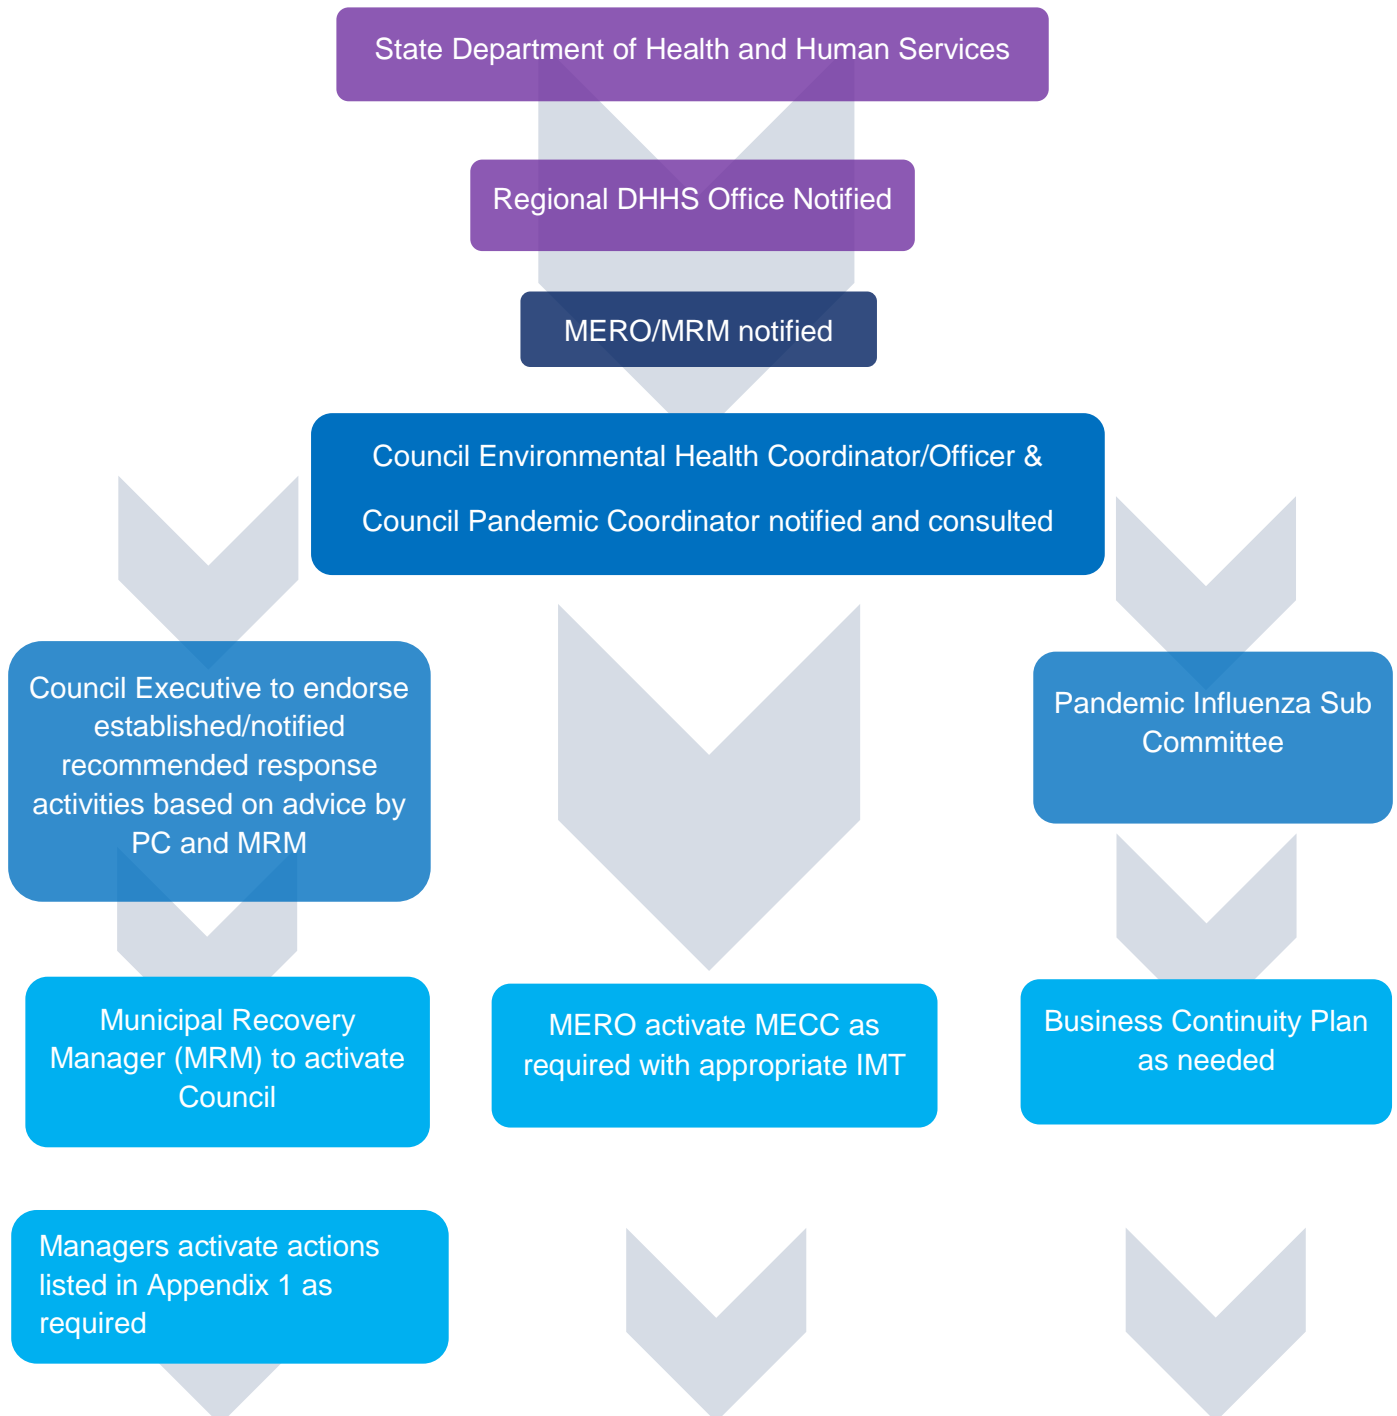 State Department of Health and Human Services
Regional DHHS Office Notified
MERO/MRM notified
Council Environmental Health Coordinator/Officer &
Council Pandemic Coordinator notified and consulted
Council Executive to endorse
established/notified
recommended response
activities based on advice by
PC and MRM
Pandemic Influenza Sub
Committee
Municipal Recovery
Manager (MRM) to activate
Council
MERO activate MECC as
required with appropriate IMT
Business Continuity Plan
as needed
Managers activate actions
listed in Appendix 1 as
required